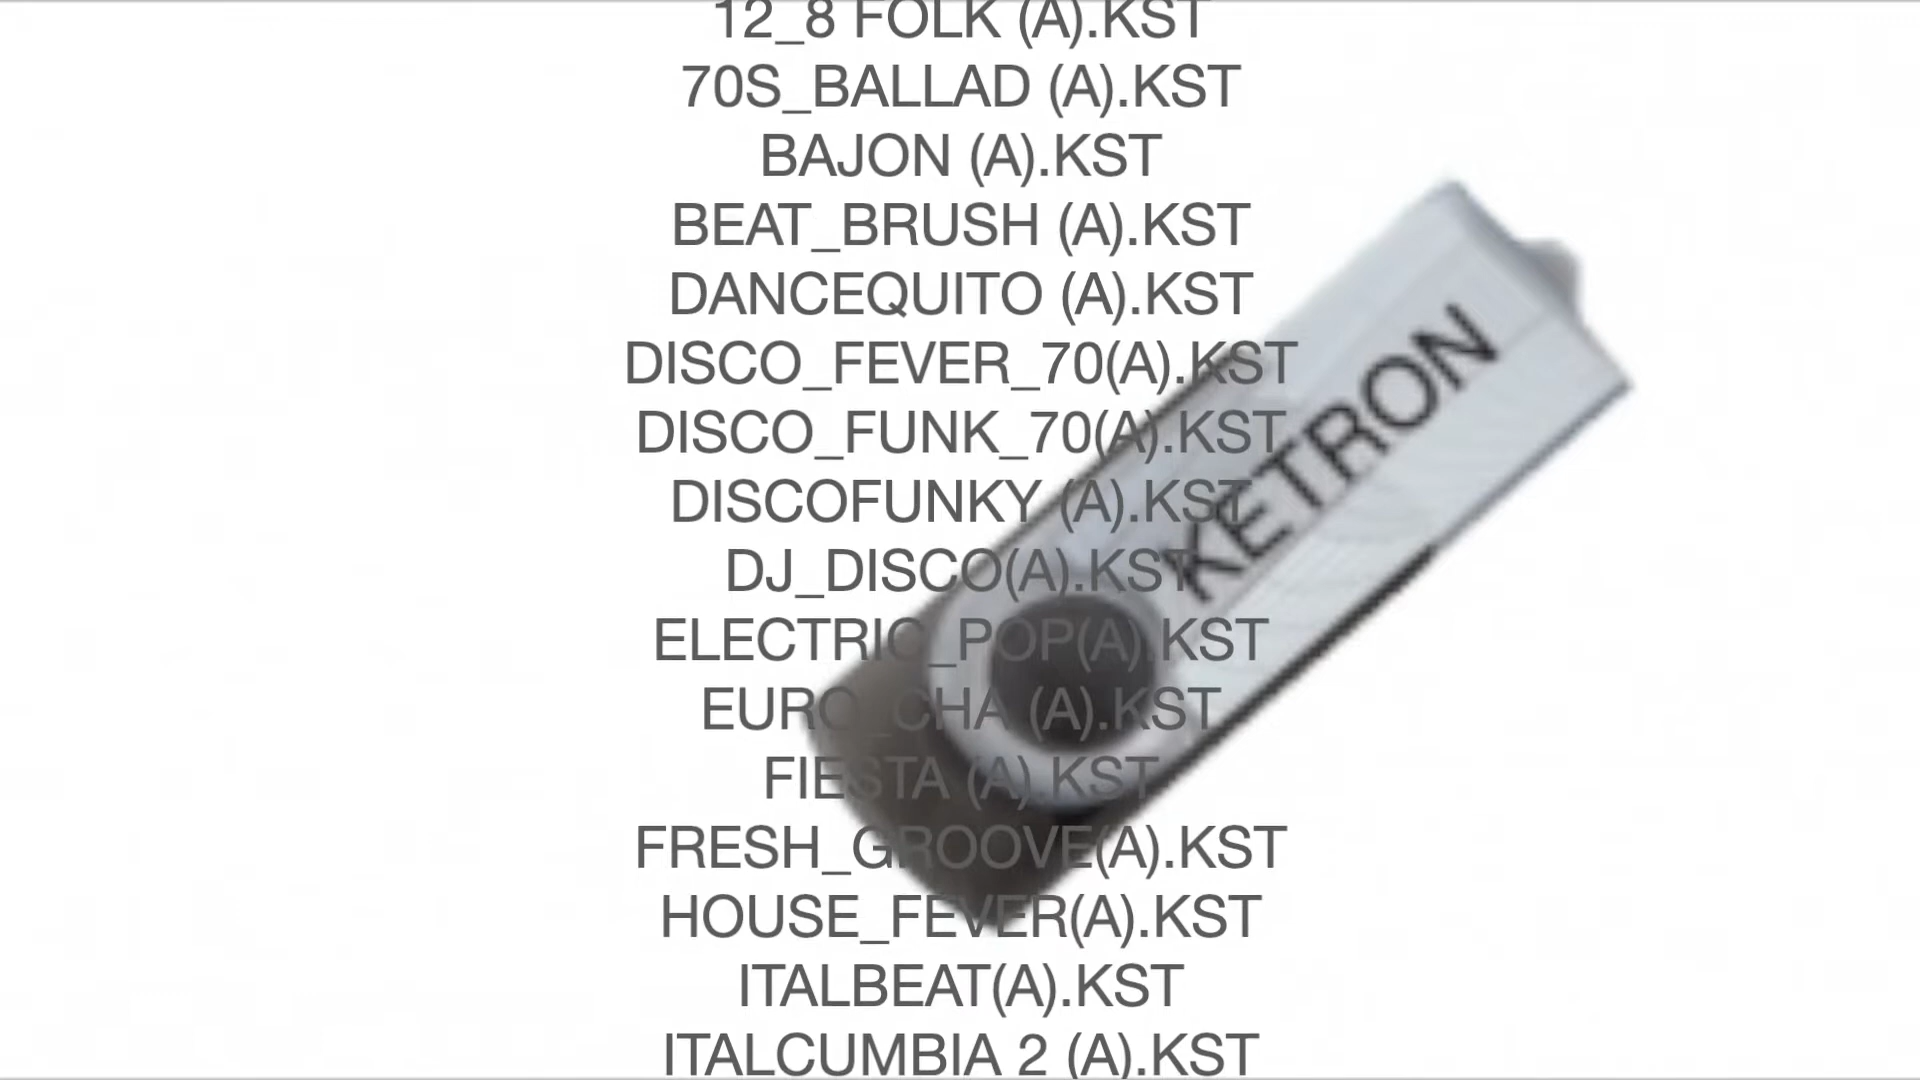 12_8 FOLK (A).KST
70S_BALLAD (A).KST
BAJON (A).KST
BEAT_BRUSH (A).KST
DANCEQUITO (A).KST
DISCO_FEVER_70(A).KST
DISCO_FUNK_70(A).KST
DISCOFUNKY (A).KST
DJ_DISCO(A).KST
ELECTRIC_POP(A).KST
EURO_CHA (A).KST
FIESTA (A).KST
FRESH_GROOVE(A).KST
HOUSE_FEVER(A).KST
ITALBEAT(A).KST
ITALCUMBIA 2 (A).KST
KETRON